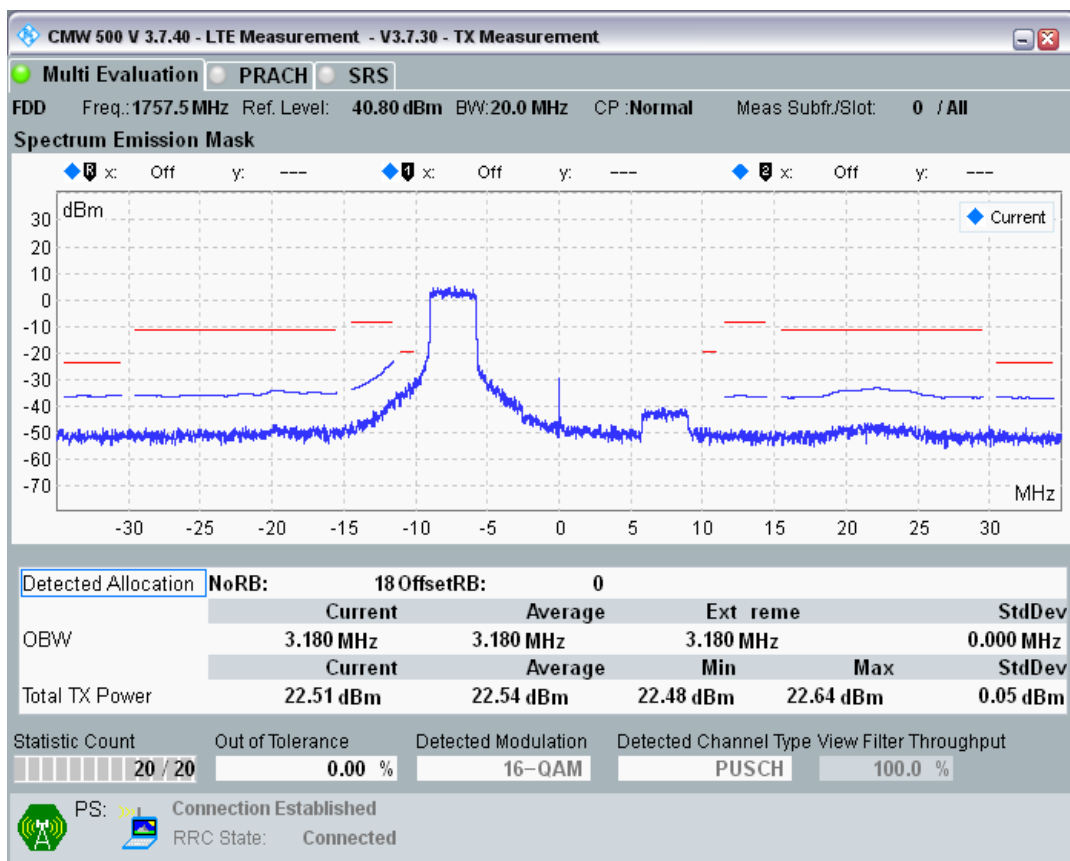 CMW 500 V 3.7.40 - LTE Measurement - V3.7.30 - TX Measurement
Multi Evaluation PRACH SRS
FDD Freq.: 1757.5 MHz Ref. Level: 40.80 dBm BW: 20.0 MHz CP : Normal Meas Subfr./Slot: 0 / All
Spectrum Emission Mask
R x: Off y: --- 1 x: Off y: --- 2 x: Off y: ---
dBm
Current
30
20
10
0
-10
-20
-30
-40
-50
-60
-70
MHz
-30 -25 -20 -15 -10 -5 0 5 10 15 20 25 30
Detected Allocation NoRB: 18 OffsetRB: 0
Current Average Ext reme StdDev
OBW 3.180 MHz 3.180 MHz 3.180 MHz 0.000 MHz
Current Average Min Max StdDev
Total TX Power 22.51 dBm 22.54 dBm 22.48 dBm 22.64 dBm 0.05 dBm
Statistic Count Out of Tolerance Detected Modulation Detected Channel Type View Filter Throughput
20 / 20 0.00 % 16-QAM PUSCH 100.0 %
PS: Connection Established
RRC State: Connected